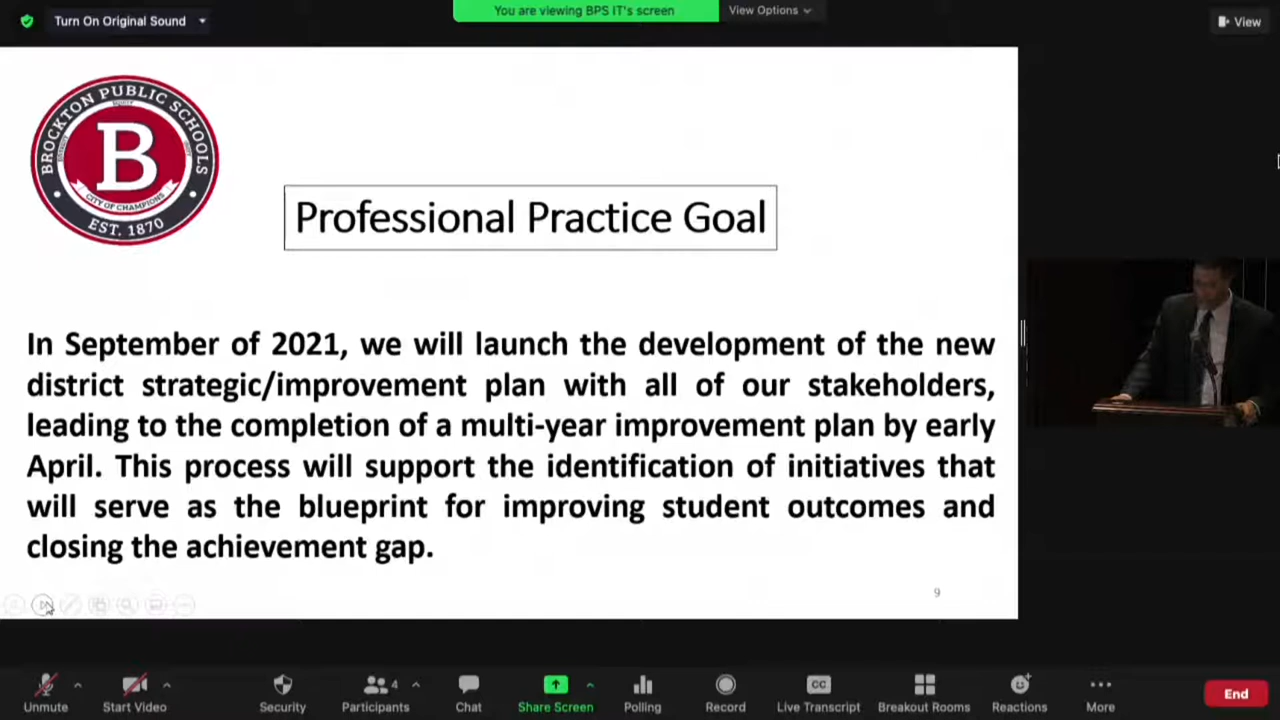 Turn On Original Sound
You are viewing BPS IT's screen
View Options
View
BROCKTON PUBLIC SCHOOLS
B
CITY OF CHAMPIONS
EST. 1870
Professional Practice Goal
In September of 2021, we will launch the development of the new
district strategic/improvement plan with all of our stakeholders,
leading to the completion of a multi-year improvement plan by early
April. This process will support the identification of initiatives that
will serve as the blueprint for improving student outcomes and
closing the achievement gap.
9
Unmute
Start Video
Security
4
Participants
Chat
Share Screen
Polling
Record
CC
Live Transcript
Breakout Rooms
Reactions
More
End